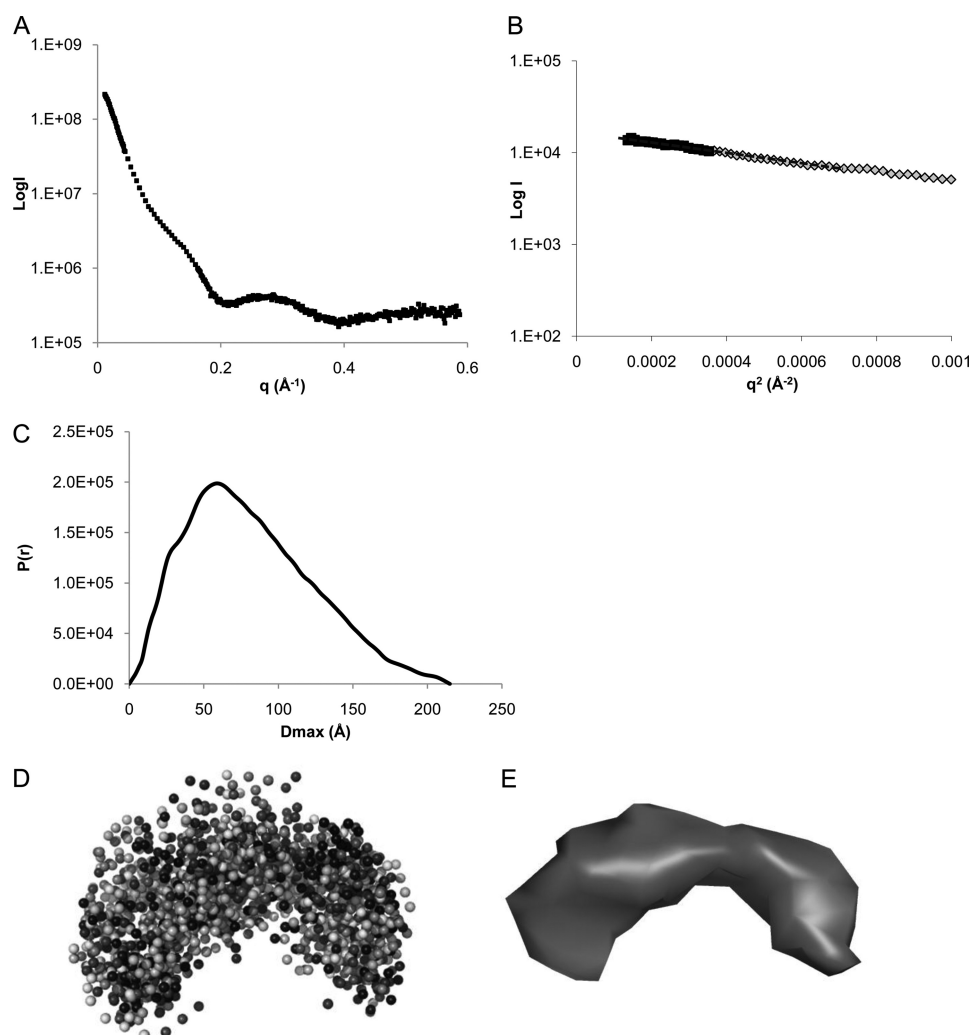 A
1.E+09
1.E+08
1.E+07
1.E+06
1.E+05
LogI
0
0.2
0.4
0.6
q (Å⁻¹)
B
1.E+05
1.E+04
1.E+03
1.E+02
Log I
0
0.0002
0.0004
0.0006
0.0008
0.001
q² (Å⁻²)
C
2.5E+05
2.0E+05
1.5E+05
1.0E+05
5.0E+04
0.0E+00
P(r)
0
50
100
150
200
250
Dmax (Å)
D
E